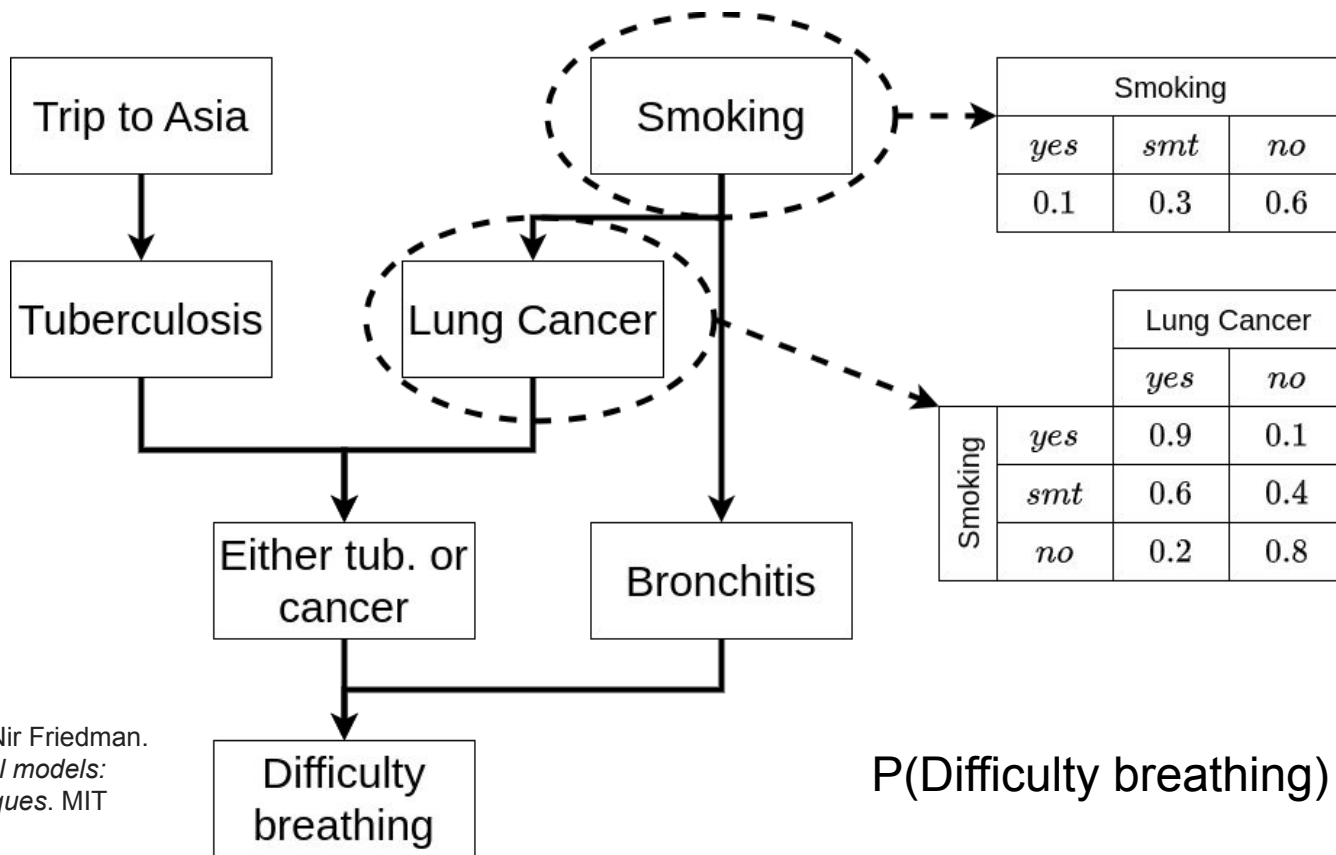 Trip to Asia
Smoking
Smoking
yes smt no
0.1 0.3 0.6
Tuberculosis
Lung Cancer
Lung Cancer
yes no
Smoking
yes 0.9 0.1
smt 0.6 0.4
no 0.2 0.8
Either tub. or
cancer
Bronchitis
Difficulty
breathing
Nir Friedman.
l models:
ques. MIT
P(Difficulty breathing)